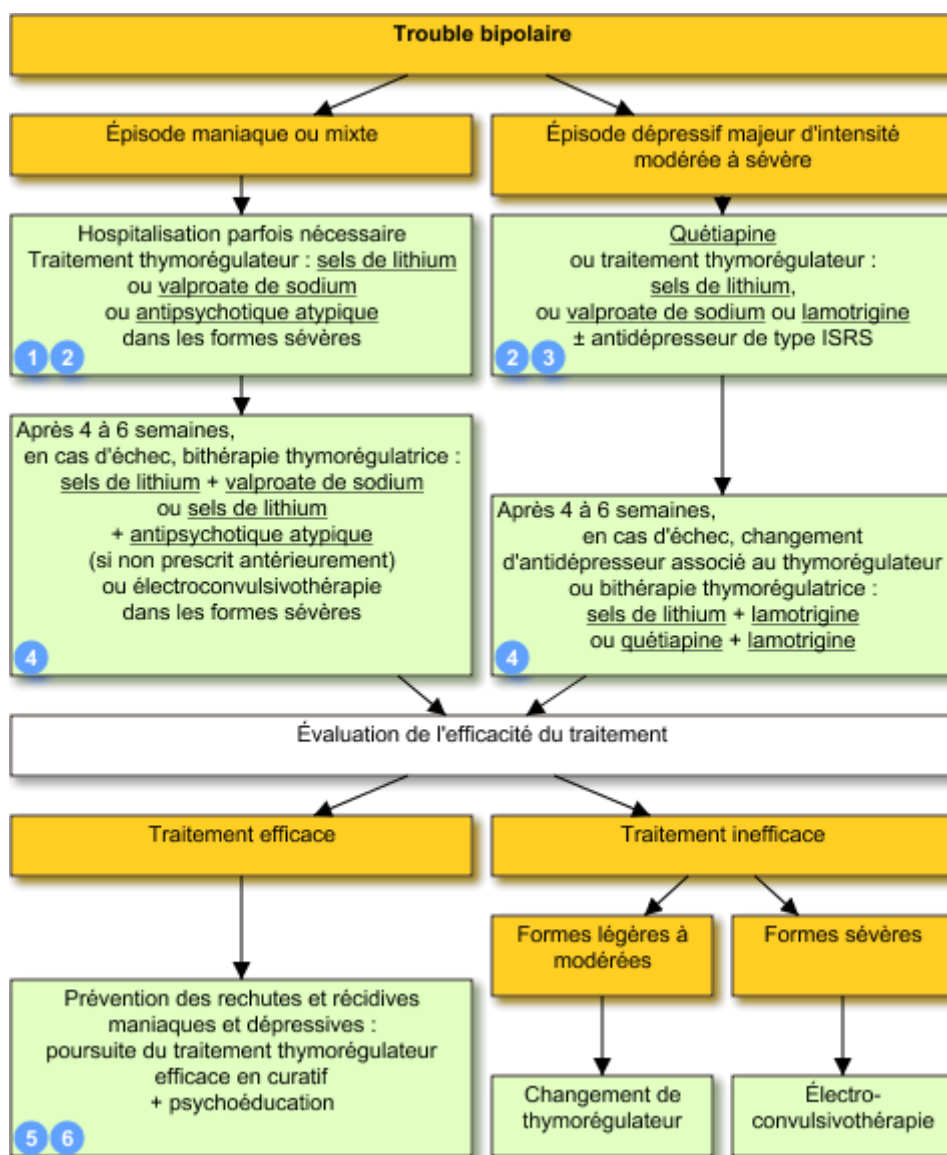 Trouble bipolaire
Épisode maniaque ou mixte
Épisode dépressif majeur d'intensité
modérée à sévère
Hospitalisation parfois nécessaire
Traitement thymorégulateur : sels de lithium
ou valproate de sodium
ou antipsychotique atypique
dans les formes sévères
1 2
Quétiapine
ou traitement thymorégulateur :
sels de lithium,
ou valproate de sodium ou lamotrigine
± antidépresseur de type ISRS
2 3
Après 4 à 6 semaines,
en cas d'échec, bithérapie thymorégulatrice :
sels de lithium + valproate de sodium
ou sels de lithium
+ antipsychotique atypique
(si non prescrit antérieurement)
ou électroconvulsivothérapie
dans les formes sévères
4
Après 4 à 6 semaines,
en cas d'échec, changement
d'antidépresseur associé au thymorégulateur
ou bithérapie thymorégulatrice :
sels de lithium + lamotrigine
ou quétiapine + lamotrigine
4
Évaluation de l'efficacité du traitement
Traitement efficace
Traitement inefficace
Formes légères à
modérées
Formes sévères
Prévention des rechutes et récidives
maniaques et dépressives :
poursuite du traitement thymorégulateur
efficace en curatif
+ psychoéducation
5 6
Changement de
thymorégulateur
Électro-
convulsivothérapie